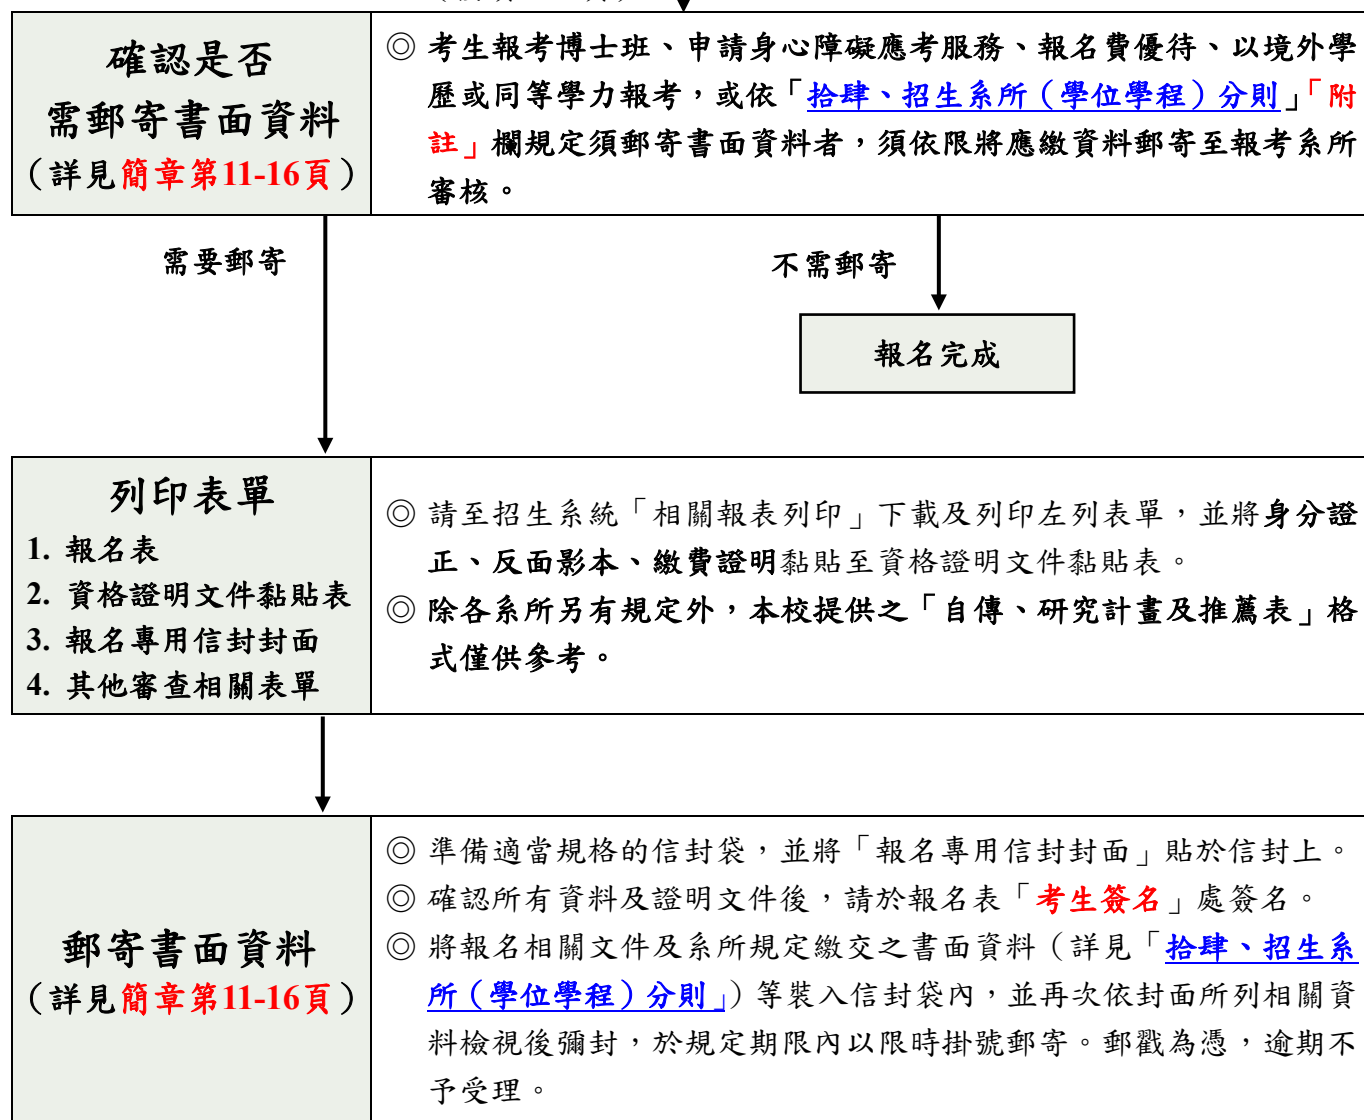 確認是否
需郵寄書面資料
（詳見簡章第11-16頁）
◎ 考生報考博士班、申請身心障礙應考服務、報名費優待、以境外學
歷或同等學力報考，或依「拾肆、招生系所（學位學程）分則」「附
註」欄規定須郵寄書面資料者，須依限將應繳資料郵寄至報考系所
審核。
需要郵寄
不需郵寄
報名完成
列印表單
1. 報名表
2. 資格證明文件黏貼表
3. 報名專用信封封面
4. 其他審查相關表單
◎ 請至招生系統「相關報表列印」下載及列印左列表單，並將身分證
正、反面影本、繳費證明黏貼至資格證明文件黏貼表。
◎ 除各系所另有規定外，本校提供之「自傳、研究計畫及推薦表」格
式僅供參考。
郵寄書面資料
（詳見簡章第11-16頁）
◎ 準備適當規格的信封袋，並將「報名專用信封封面」貼於信封上。
◎ 確認所有資料及證明文件後，請於報名表「考生簽名」處簽名。
◎ 將報名相關文件及系所規定繳交之書面資料（詳見「拾肆、招生系
所（學位學程）分則」）等裝入信封袋內，並再次依封面所列相關資
料檢視後彌封，於規定期限內以限時掛號郵寄。郵戳為憑，逾期不
予受理。